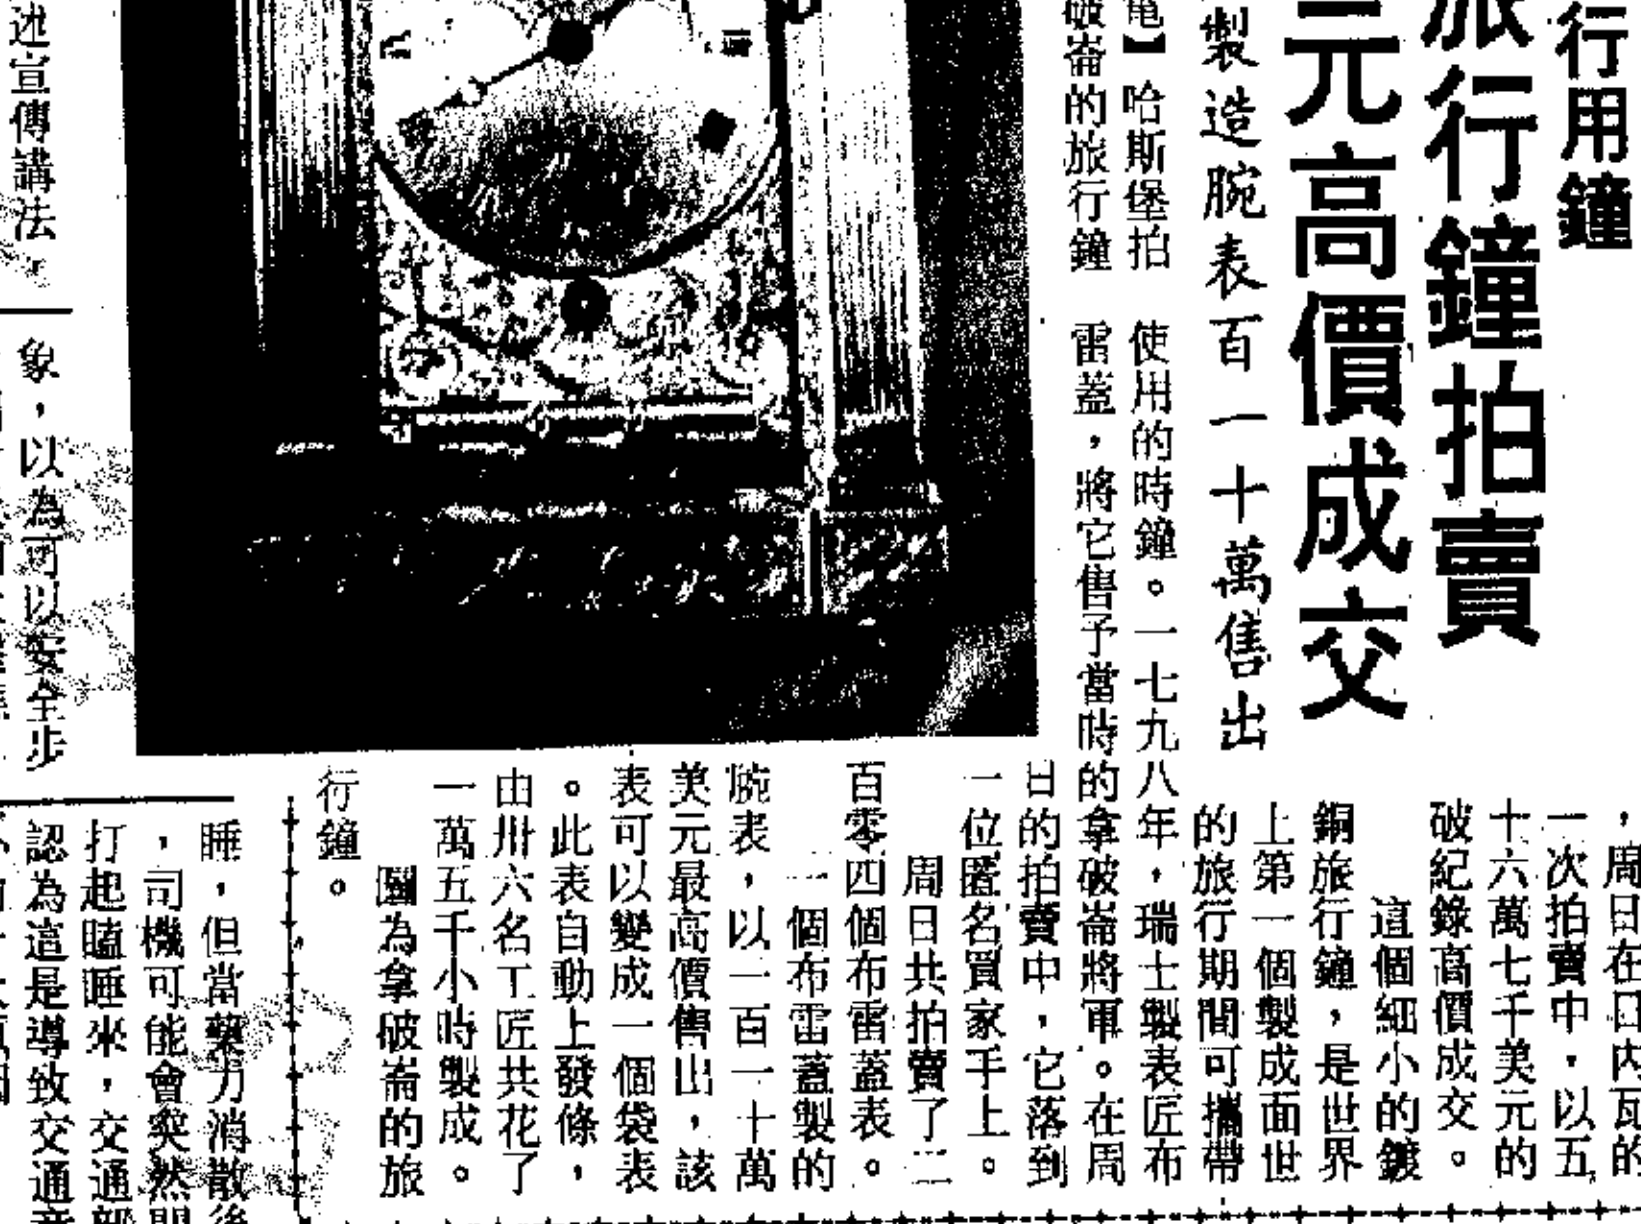 行用鐘
旅行鐘拍賣
元高價成交
製造腕表百一十萬售出
電】哈斯堡拍
破崙的旅行鐘
，周日在日內瓦的
一次拍賣中，以五
十六萬七千美元的
破紀錄高價成交。
這個細小的鍍
銅旅行鐘，是世界
上第一個製成面世
的旅行期間可攜帶
使用的時鐘。一七九八年，瑞士製表匠布
雷蓋，將它售予當時的拿破崙將軍。在周
日的拍賣中，它落到
一位匿名買家手上。
周日共拍賣了二
百零四個布雷蓋表。
一個布雷蓋製的
腕表，以一百一十萬
美元最高價售出，該
表可以變成一個袋表
。此表自動上發條，
由卅六名工匠共花了
一萬五千小時製成。
圖為拿破崙的旅
行鐘。
述宣傳講法
象，以為可以安全步
睡，但當藥力消散後
，司機可能會突然間
打起瞌睡來，交通部
認為這是導致交通意